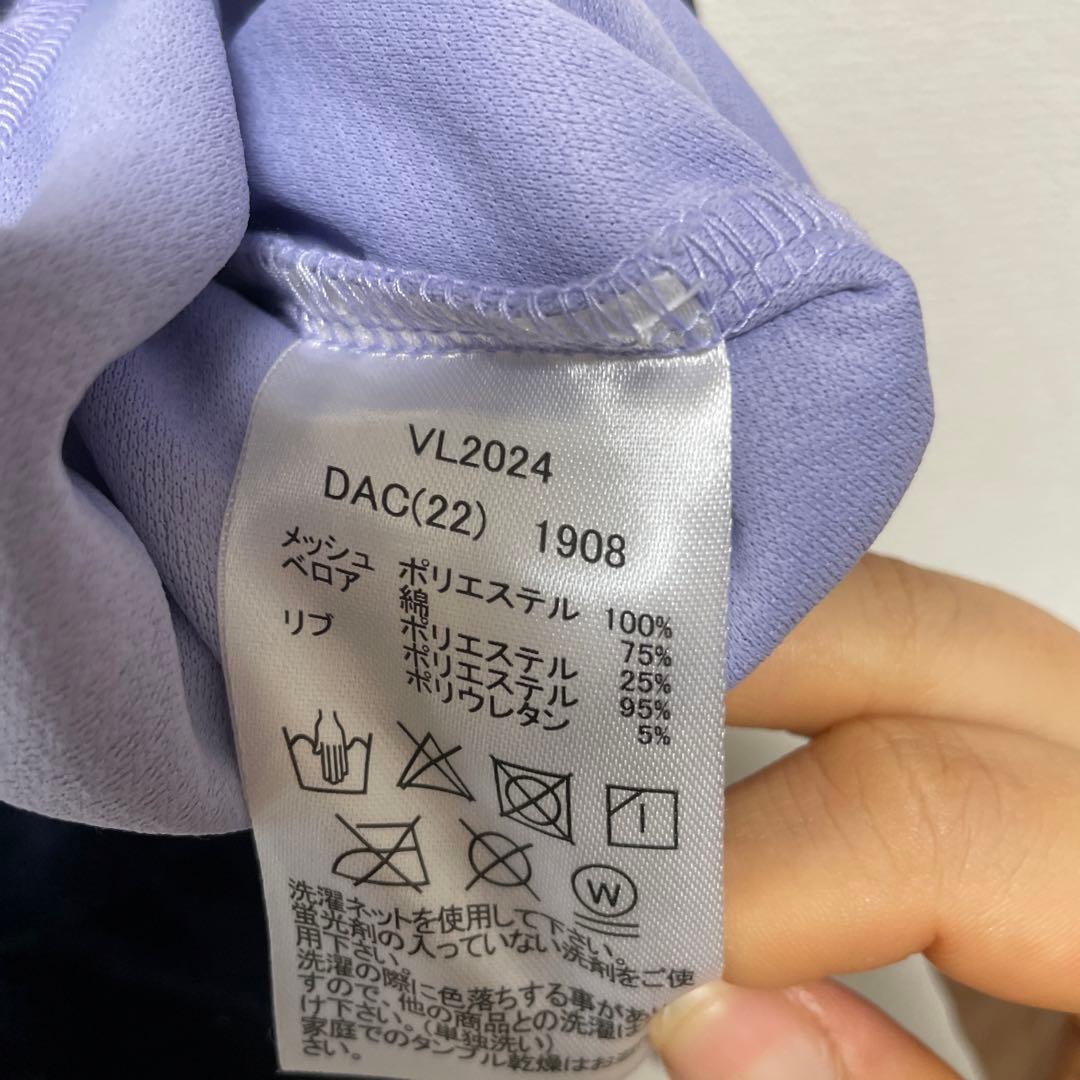 VL2024
DAC(22) 1908
メッシュ ポリエステル 100%
ベロア 綿 75%
ポリエステル 25%
リブ ポリエステル 95%
ポリウレタン 5%
W
洗濯ネットを使用して下さい。
蛍光剤の入っていない洗剤をご使
用下さい。
洗濯の際に色落ちする事があ
すので、他の商品との洗濯は
け下さい。(単独洗い)
家庭でのタンブル乾燥はお
さい。